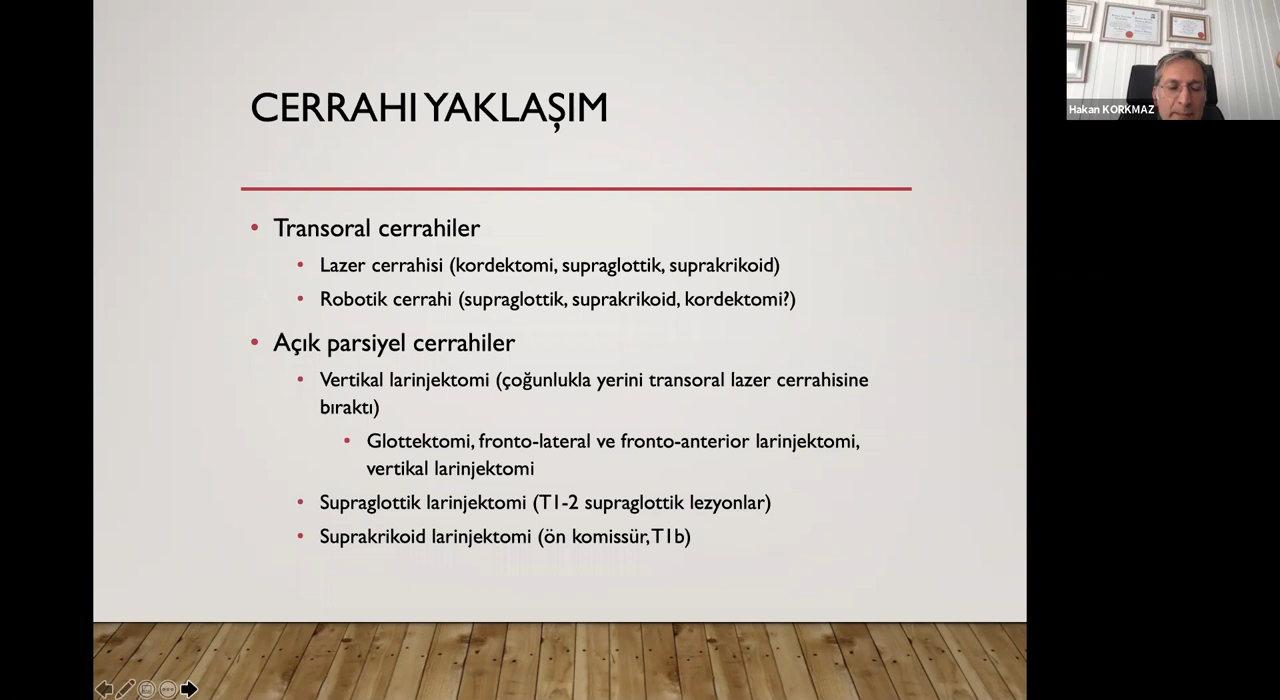 CERRAHI YAKLAŞIM
• Transoral cerrahiler
• Lazer cerrahisi (kordektomi, supraglottik, suprakrikoid)
• Robotik cerrahi (supraglottik, suprakrikoid, kordektomi?)
• Açık parsiyel cerrahiler
• Vertikal larinjektomi (çoğunlukla yerini transoral lazer cerrahisine
bıraktı)
• Glottektomi, fronto-lateral ve fronto-anterior larinjektomi,
vertikal larinjektomi
• Supraglottik larinjektomi (T1-2 supraglottik lezyonlar)
• Suprakrikoid larinjektomi (ön komissür, T1b)
Hakan KORKMAZ